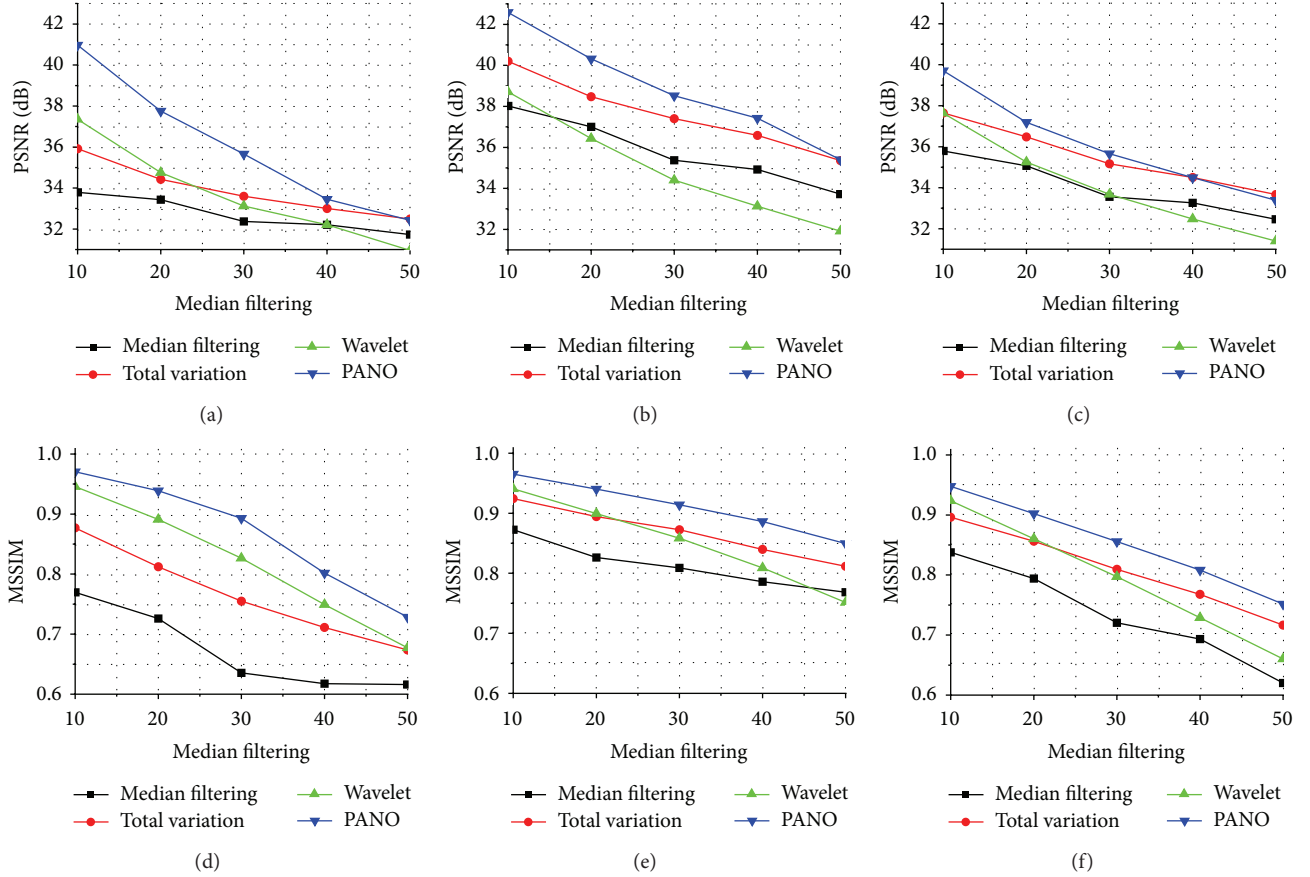 42
40
38
36
34
32
PSNR (dB)
10 20 30 40 50
Median filtering
Median filtering
Total variation
Wavelet
PANO
(a)
42
40
38
36
34
32
PSNR (dB)
10 20 30 40 50
Median filtering
Median filtering
Total variation
Wavelet
PANO
(b)
42
40
38
36
34
32
PSNR (dB)
10 20 30 40 50
Median filtering
Median filtering
Total variation
Wavelet
PANO
(c)
1.0
0.9
0.8
0.7
0.6
MSSIM
10 20 30 40 50
Median filtering
Median filtering
Total variation
Wavelet
PANO
(d)
1.0
0.9
0.8
0.7
0.6
MSSIM
10 20 30 40 50
Median filtering
Median filtering
Total variation
Wavelet
PANO
(e)
1.0
0.9
0.8
0.7
0.6
MSSIM
10 20 30 40 50
Median filtering
Median filtering
Total variation
Wavelet
PANO
(f)